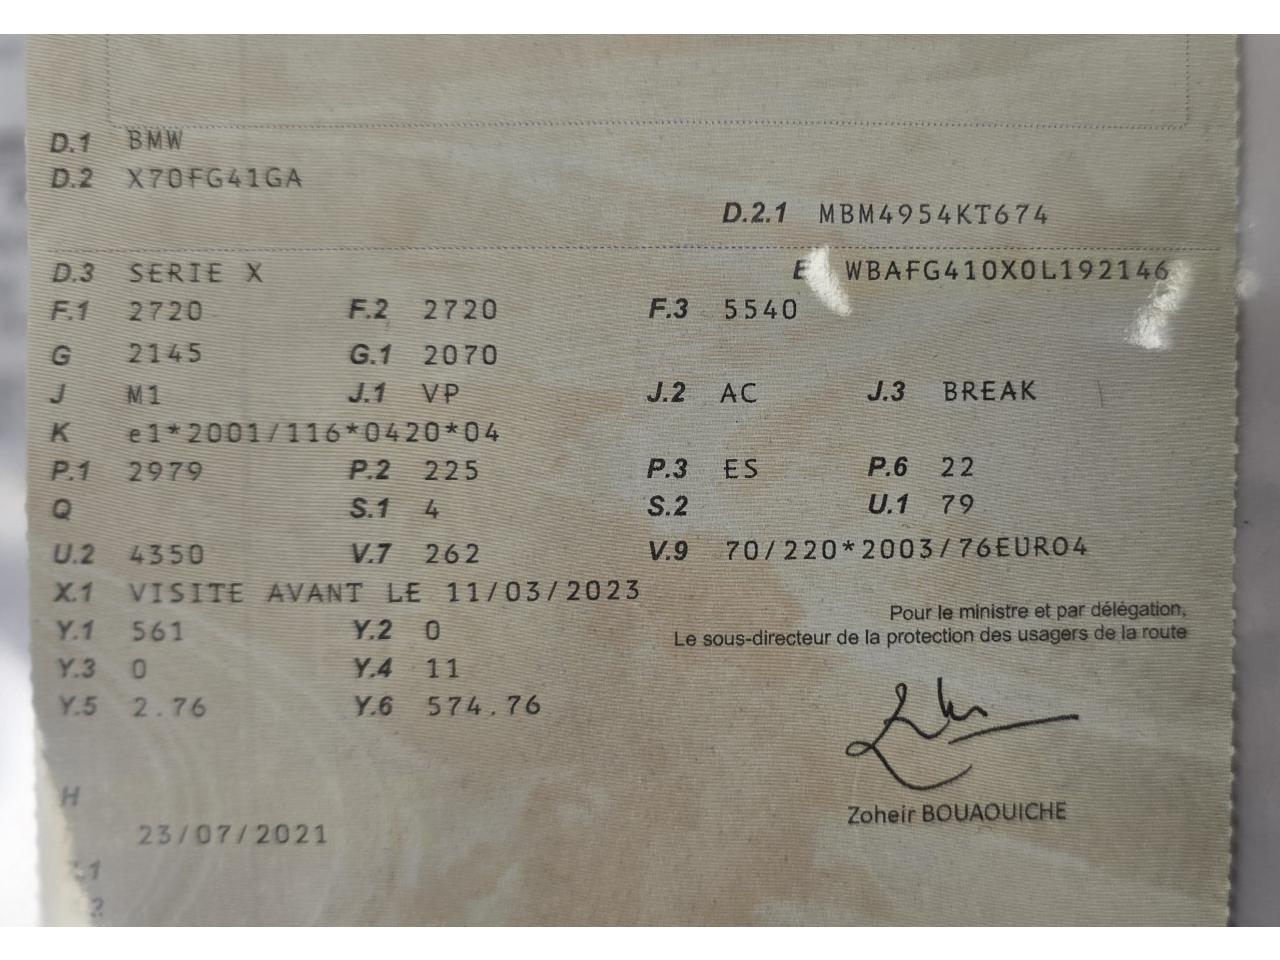 D.1 BMW
D.2 X70FG41GA
D.2.1 MBM4954KT674
D.3 SERIE X E WBAFG410X0L192146
F.1 2720 F.2 2720 F.3 5540
G 2145 G.1 2070
J M1 J.1 VP J.2 AC J.3 BREAK
K e1*2001/116*0420*04
P.1 2979 P.2 225 P.3 ES P.6 22
Q S.1 4 S.2 U.1 79
U.2 4350 V.7 262 V.9 70/220*2003/76EURO4
X.1 VISITE AVANT LE 11/03/2023
Pour le ministre et par délégation,
Y.1 561 Y.2 0
Le sous-directeur de la protection des usagers de la route
Y.3 0 Y.4 11
Y.5 2.76 Y.6 574.76
H
Zoheir BOUAOUICHE
23/07/2021